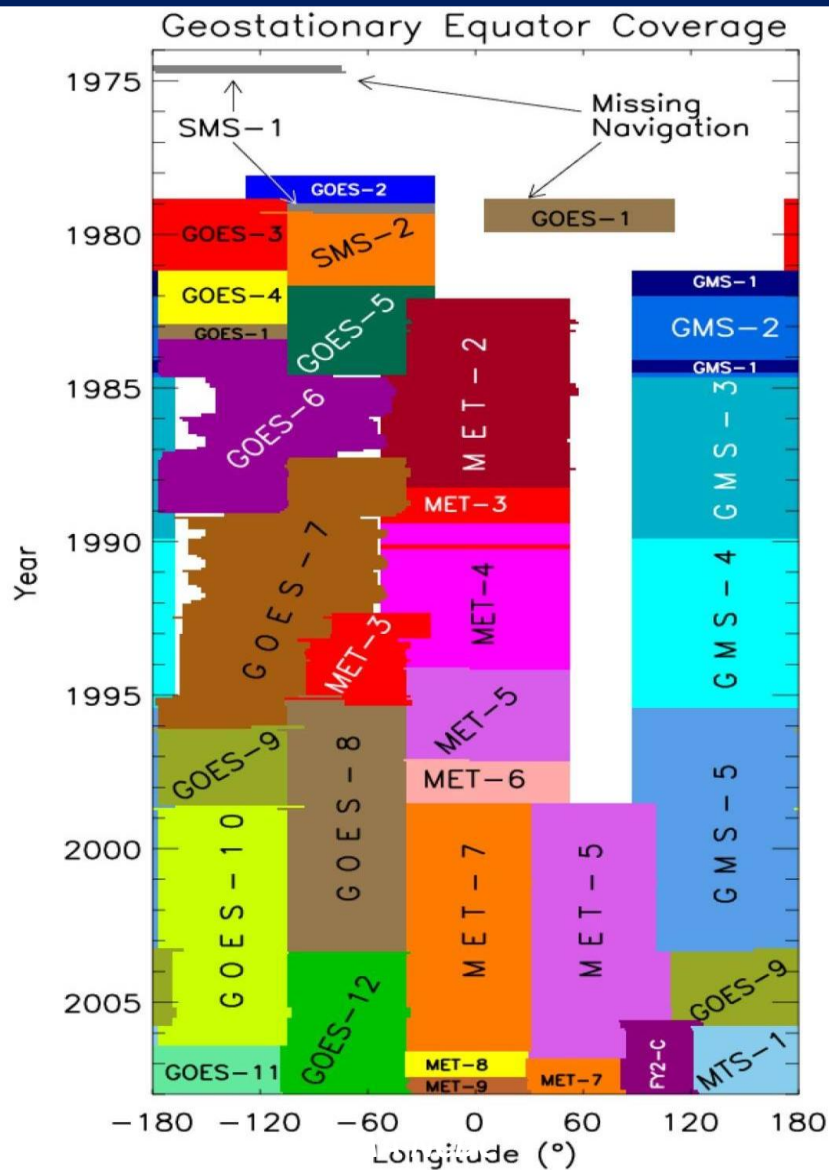 Geostationary Equator Coverage
1975
SMS-1
Missing
Navigation
GOES-2
GOES-1
GOES-3
SMS-2
1980
GOES-4
GMS-1
GOES-5
GMS-2
GOES-1
MET-2
GMS-1
1985
GOES-6
GMS-3
MET-3
1990
GOES-7
MET-4
GMS-4
MET-3
1995
MET-5
GOES-9
GOES-8
MET-6
GMS-5
GOES-10
2000
MET-7
MET-5
2005
GOES-9
GOES-12
MET-8
FY2-C
MTS-1
GOES-11
MET-9
MET-7
Year
-180 -120 -60 0 60 120 180
Longitude (°)